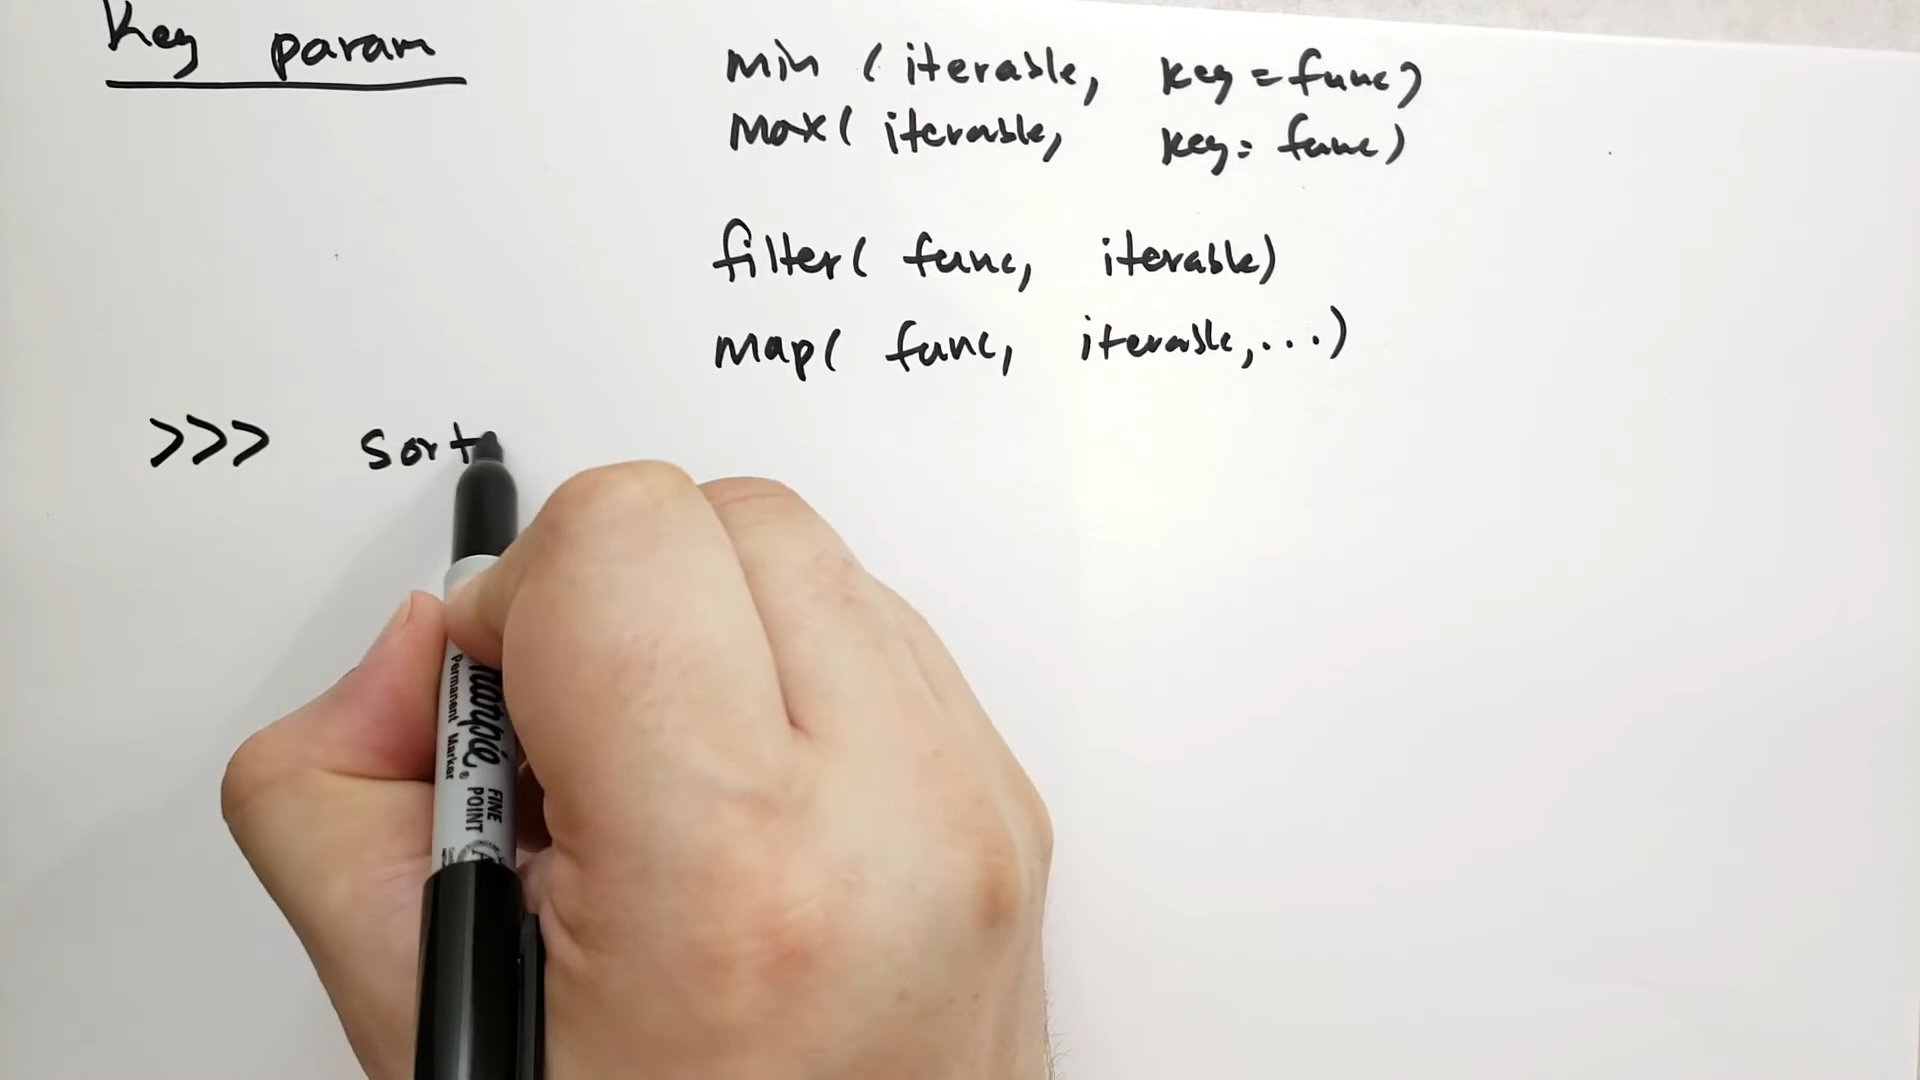 Key param
min (iterable, key=func)
max( iterable, key= func)
filter( func, iterable)
map( func, iterable,...)
>>> sort
Permanent Marker
FINE
POINT